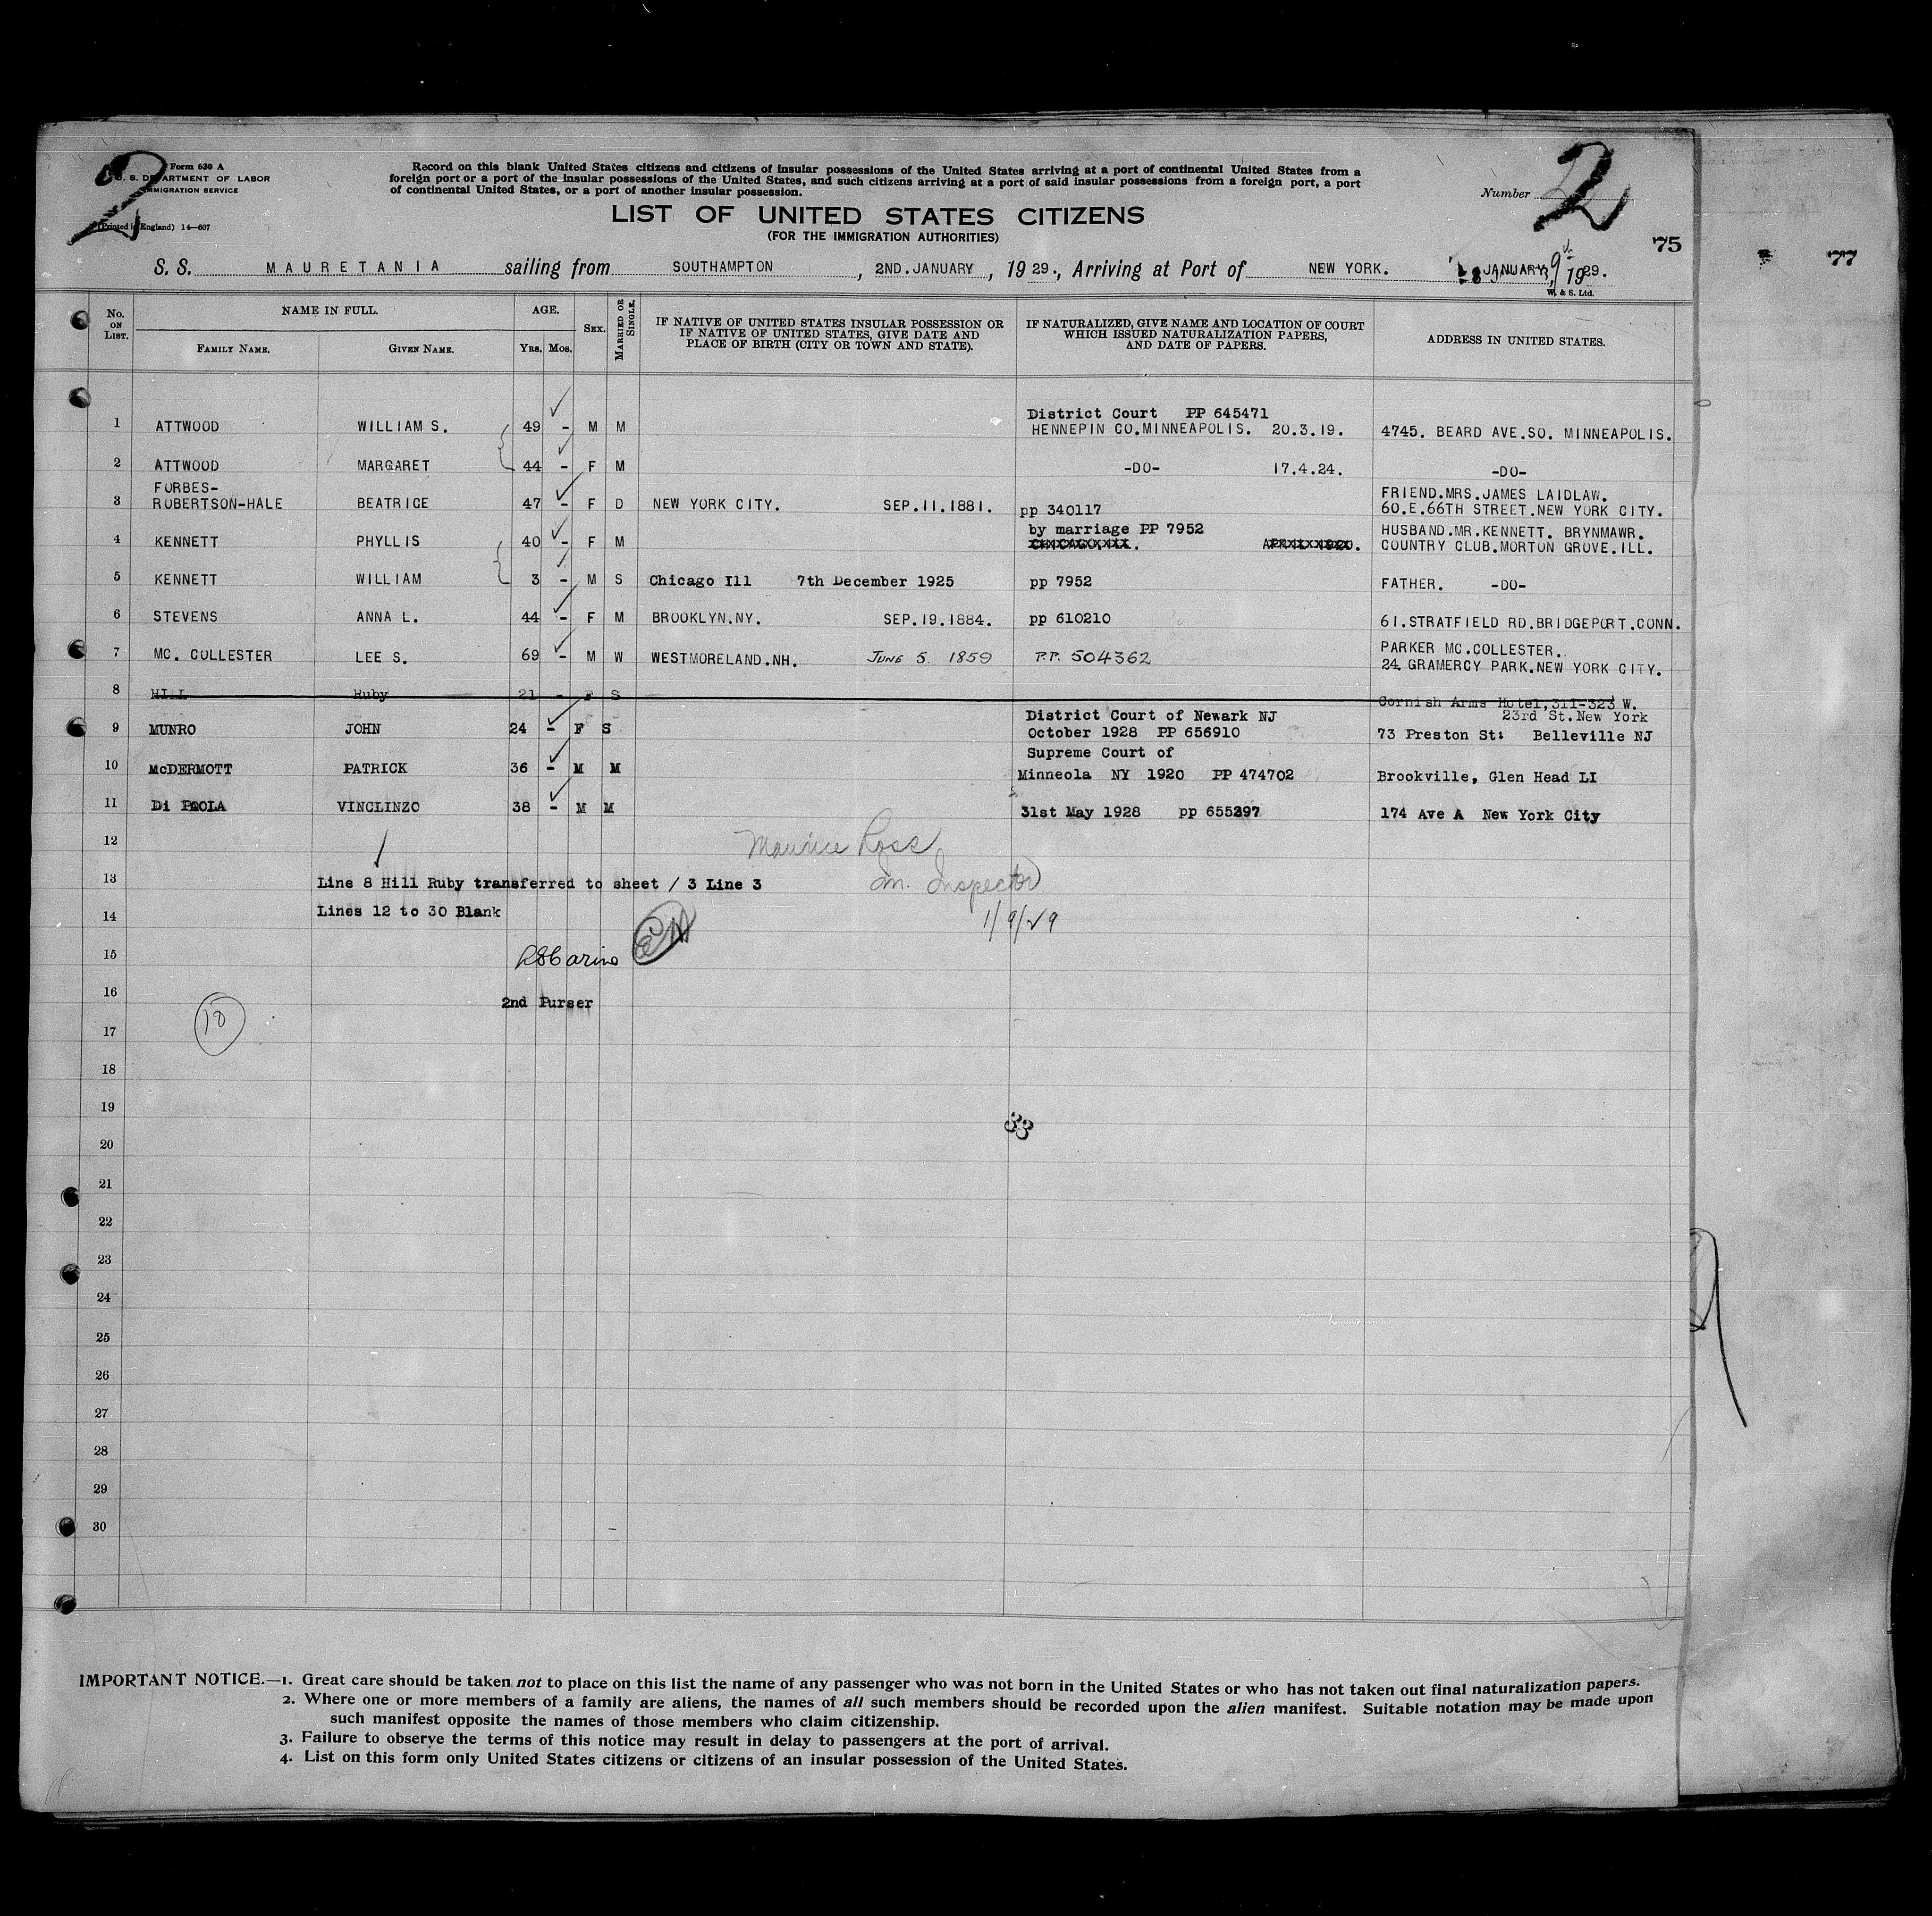 Form 630 A
U. S. DEPARTMENT OF LABOR
IMMIGRATION SERVICE
(Printed in England) 14—607
2
Record on this blank United States citizens and citizens of insular possessions of the United States arriving at a port of continental United States from a
foreign port or a port of the insular possessions of the United States, and such citizens arriving at a port of said insular possessions from a foreign port, a port
of continental United States, or a port of another insular possession.
Number 2
LIST OF UNITED STATES CITIZENS
(FOR THE IMMIGRATION AUTHORITIES)
75
77
S. S. MAURETANIA sailing from SOUTHAMPTON, 2ND.JANUARY, 1929., Arriving at Port of NEW YORK. JANUARY, 9th 1929.
W. & S. Ltd.
No. ON LIST. NAME IN FULL. AGE. SEX. MARRIED OR SINGLE. IF NATIVE OF UNITED STATES INSULAR POSSESSION OR IF NATIVE OF UNITED STATES, GIVE DATE AND PLACE OF BIRTH (CITY OR TOWN AND STATE). IF NATURALIZED, GIVE NAME AND LOCATION OF COURT WHICH ISSUED NATURALIZATION PAPERS, AND DATE OF PAPERS. ADDRESS IN UNITED STATES.
FAMILY NAME. GIVEN NAME. Yrs. Mos.
District Court PP 645471
1 ATTWOOD WILLIAM S. 49 - M M HENNEPIN CO.MINNEAPOLIS. 20.3.19. 4745. BEARD AVE.SO. MINNEAPOLIS.
2 ATTWOOD MARGARET 44 - F M -DO- 17.4.24. -DO-
FORBES- FRIEND.MRS.JAMES LAIDLAW.
3 ROBERTSON-HALE BEATRICE 47 - F D NEW YORK CITY. SEP.11.1881. pp 340117 60.E.66TH STREET.NEW YORK CITY.
by marriage PP 7952 HUSBAND.MR.KENNETT. BRYNMAWR.
4 KENNETT PHYLLIS 40 - F M COUNTRY CLUB.MORTON GROVE.ILL.
5 KENNETT WILLIAM 3 - M S Chicago Ill 7th December 1925 pp 7952 FATHER. -DO-
6 STEVENS ANNA L. 44 - F M BROOKLYN.NY. SEP.19.1884. pp 610210 61.STRATFIELD RD.BRIDGEPORT.CONN.
PARKER MC.COLLESTER.
7 MC. COLLESTER LEE S. 69 - M W WESTMORELAND.NH. JUNE 5 1859 P.P. 504362 24. GRAMERCY PARK.NEW YORK CITY.
8 HILL Ruby 21 - F S Cornish Arms Hotel,311-323 W.
23rd St.New York
District Court of Newark NJ
9 MUNRO JOHN 24 - F S October 1928 PP 656910 73 Preston St: Belleville NJ
Supreme Court of
10 McDERMOTT PATRICK 36 - M M Minneola NY 1920 PP 474702 Brookville, Glen Head LI
11 Di PAOLA VINCLINZO 38 - M M 31st May 1928 pp 655297 174 Ave A New York City
12 Maurice Ross
13 Line 8 Hill Ruby transferred to sheet / 3 Line 3 Im. Inspector
14 Lines 12 to 30 Blank 1/9/29
15
16 2nd Purser
10
17
18
19
33
20
21
22
23
24
25
26
27
28
29
30
IMPORTANT NOTICE.—1. Great care should be taken not to place on this list the name of any passenger who was not born in the United States or who has not taken out final naturalization papers.
2. Where one or more members of a family are aliens, the names of all such members should be recorded upon the alien manifest. Suitable notation may be made upon
such manifest opposite the names of those members who claim citizenship.
3. Failure to observe the terms of this notice may result in delay to passengers at the port of arrival.
4. List on this form only United States citizens or citizens of an insular possession of the United States.